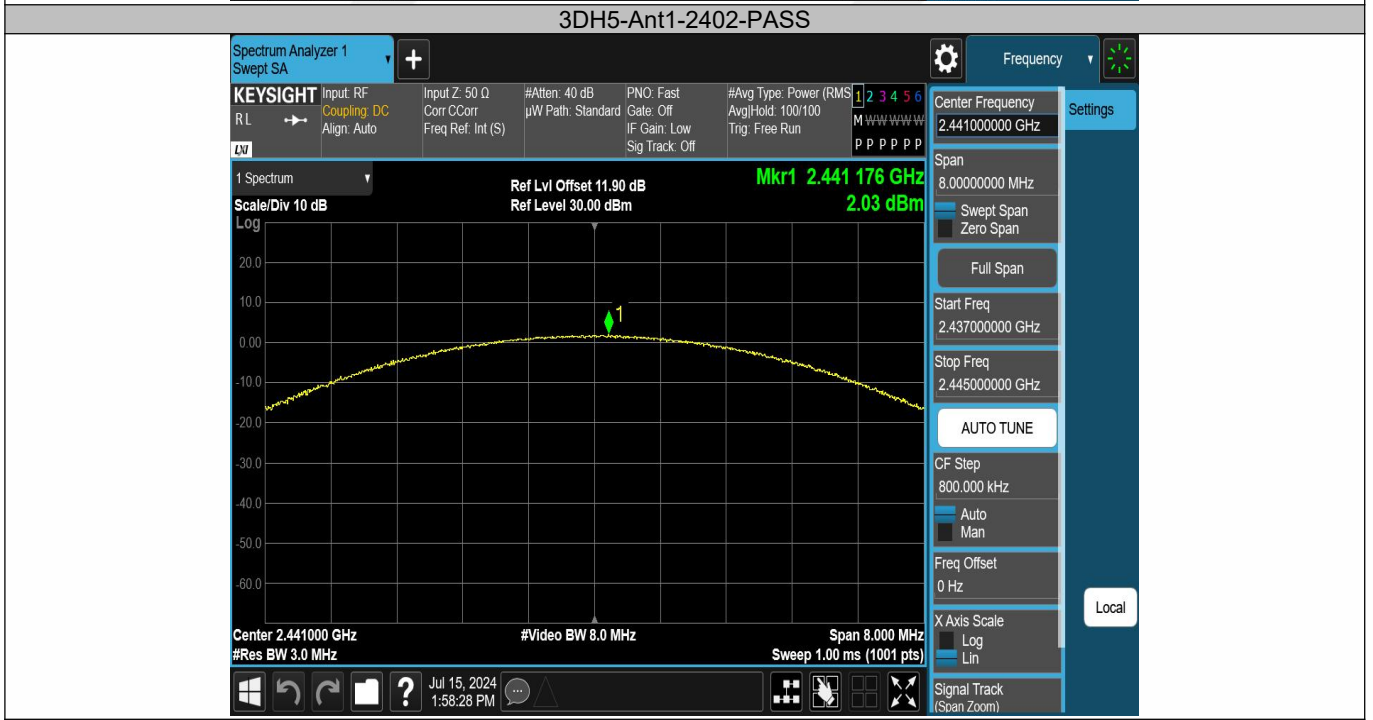 3DH5-Ant1-2402-PASS
Spectrum Analyzer 1
Swept SA
+
Frequency
KEYSIGHT
RL
LXI
Input: RF
Coupling: DC
Align: Auto
Input Z: 50 Ω
Corr CCorr
Freq Ref: Int (S)
#Atten: 40 dB
µW Path: Standard
PNO: Fast
Gate: Off
IF Gain: Low
Sig Track: Off
#Avg Type: Power (RMS
Avg|Hold: 100/100
Trig: Free Run
1 2 3 4 5 6
M W W W W W
P P P P P P
1 Spectrum
Scale/Div 10 dB
Log
Ref Lvl Offset 11.90 dB
Ref Level 30.00 dBm
Mkr1 2.441 176 GHz
2.03 dBm
20.0
10.0
0.00
-10.0
-20.0
-30.0
-40.0
-50.0
-60.0
1
Center 2.441000 GHz
#Res BW 3.0 MHz
#Video BW 8.0 MHz
Span 8.000 MHz
Sweep 1.00 ms (1001 pts)
Center Frequency
2.441000000 GHz
Settings
Span
8.00000000 MHz
Swept Span
Zero Span
Full Span
Start Freq
2.437000000 GHz
Stop Freq
2.445000000 GHz
AUTO TUNE
CF Step
800.000 kHz
Auto
Man
Freq Offset
0 Hz
X Axis Scale
Log
Lin
Signal Track
(Span Zoom)
Local
?
Jul 15, 2024
1:58:28 PM